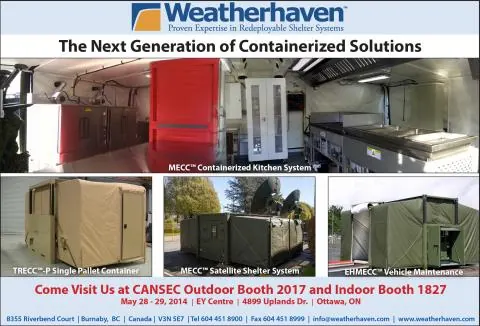 Weatherhaven™
Proven Expertise in Redeployable Shelter Systems
The Next Generation of Containerized Solutions
MECC™ Containerized Kitchen System
TRECC™-P Single Pallet Container
MECC™ Satellite Shelter System
EHMECC™ Vehicle Maintenance
Come Visit Us at CANSEC Outdoor Booth 2017 and Indoor Booth 1827
May 28 - 29, 2014 | EY Centre | 4899 Uplands Dr. | Ottawa, ON
8355 Riverbend Court | Burnaby, BC | Canada | V3N 5E7 | Tel 604 451 8900 | Fax 604 451 8999 | info@weatherhaven.com | www.weatherhaven.com